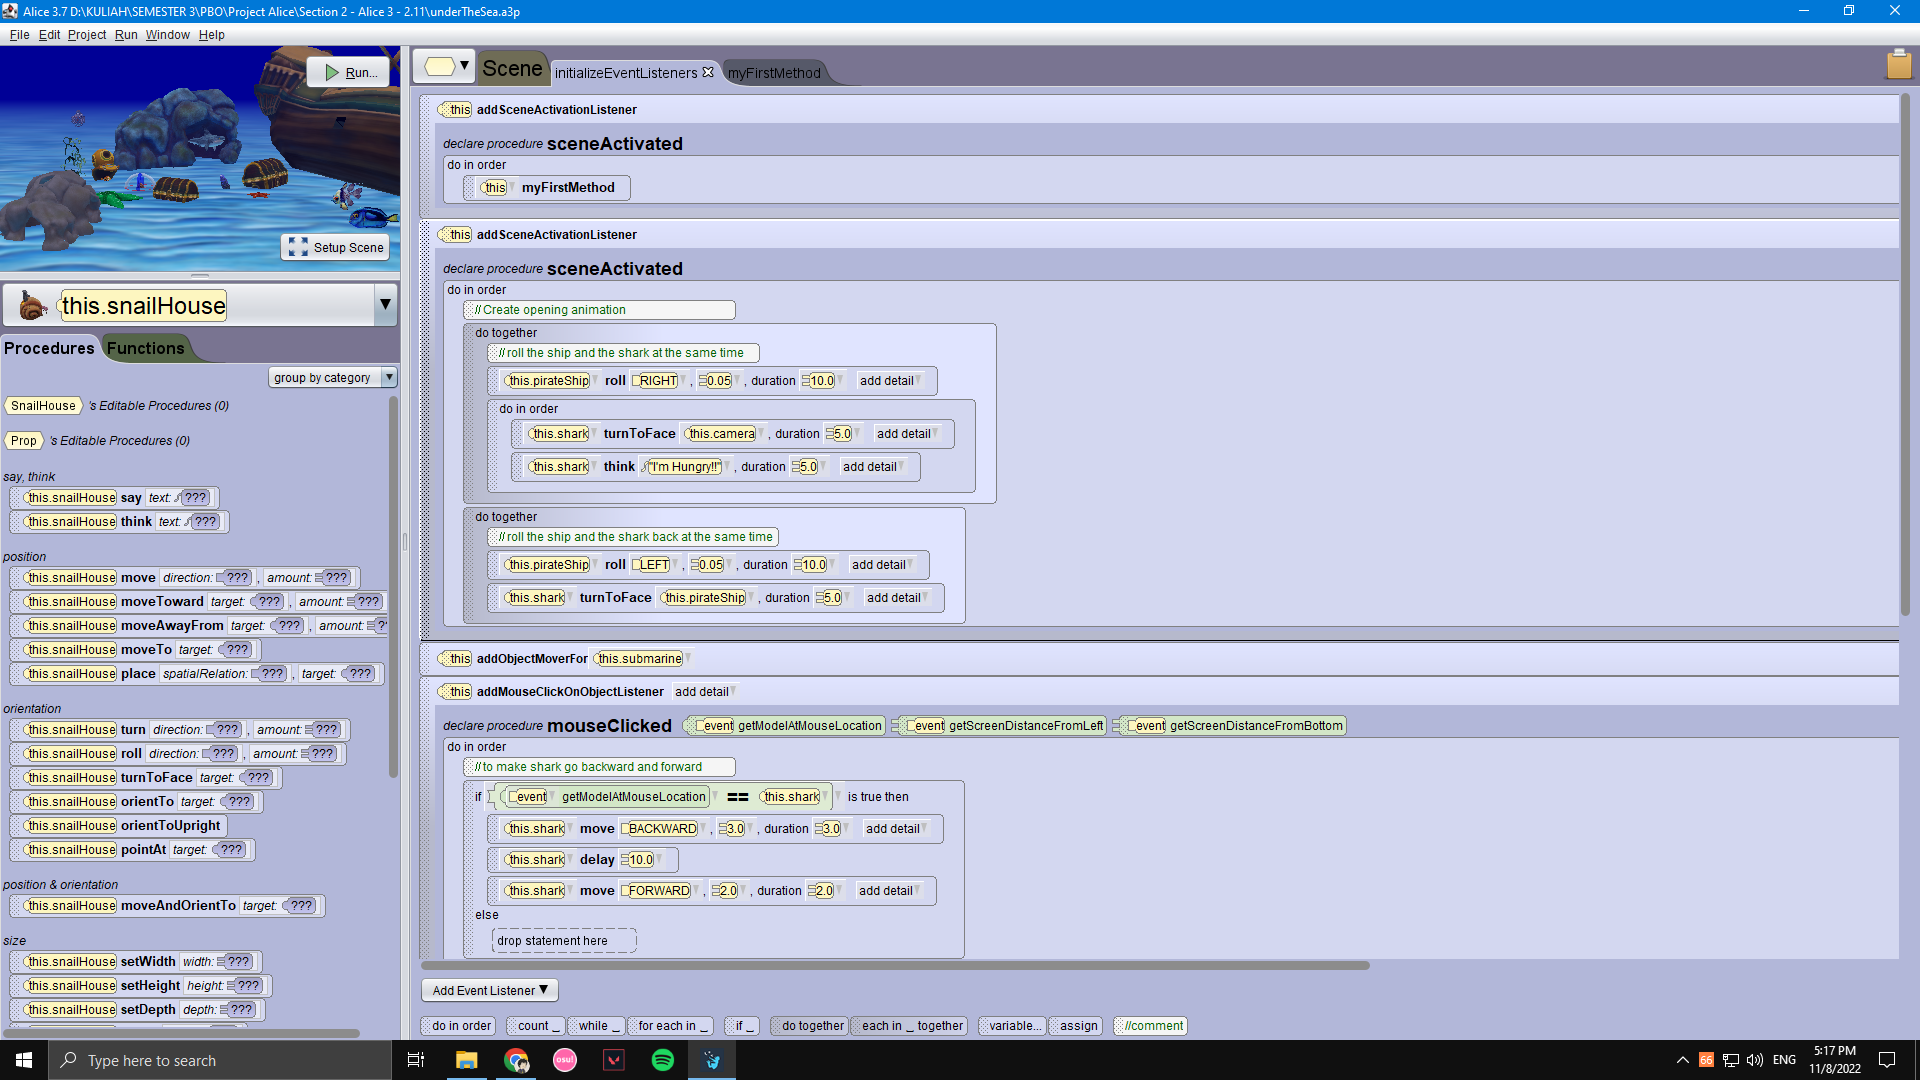 Alice 3.7 D:\KULIAH\SEMESTER 3\PBO\Project Alice\Section 2 - Alice 3 - 2.11\underTheSea.a3p
File Edit Project Run Window Help
Run...
Setup Scene
this.snailHouse
Procedures Functions
group by category
SnailHouse 's Editable Procedures (0)
Prop 's Editable Procedures (0)
say, think
this.snailHouse say text: ???
this.snailHouse think text: ???
position
this.snailHouse move direction: ??? , amount: ???
this.snailHouse moveToward target: ??? , amount: ???
this.snailHouse moveAwayFrom target: ??? , amount: ?
this.snailHouse moveTo target: ???
this.snailHouse place spatialRelation: ??? , target: ???
orientation
this.snailHouse turn direction: ??? , amount: ???
this.snailHouse roll direction: ??? , amount: ???
this.snailHouse turnToFace target: ???
this.snailHouse orientTo target: ???
this.snailHouse orientToUpright
this.snailHouse pointAt target: ???
position & orientation
this.snailHouse moveAndOrientTo target: ???
size
this.snailHouse setWidth width: ???
this.snailHouse setHeight height: ???
this.snailHouse setDepth depth: ???
Scene initializeEventListeners myFirstMethod
this addSceneActivationListener
declare procedure sceneActivated
do in order
this myFirstMethod
this addSceneActivationListener
declare procedure sceneActivated
do in order
// Create opening animation
do together
// roll the ship and the shark at the same time
this.pirateShip roll RIGHT , 0.05 , duration 10.0 add detail
do in order
this.shark turnToFace this.camera , duration 5.0 add detail
this.shark think "I'm Hungry!!" , duration 5.0 add detail
do together
// roll the ship and the shark back at the same time
this.pirateShip roll LEFT , 0.05 , duration 10.0 add detail
this.shark turnToFace this.pirateShip , duration 5.0 add detail
this addObjectMoverFor this.submarine
this addMouseClickOnObjectListener add detail
declare procedure mouseClicked event getModelAtMouseLocation event getScreenDistanceFromLeft event getScreenDistanceFromBottom
do in order
// to make shark go backward and forward
if event getModelAtMouseLocation == this.shark is true then
this.shark move BACKWARD , 3.0 , duration 3.0 add detail
this.shark delay 10.0
this.shark move FORWARD , 2.0 , duration 2.0 add detail
else
drop statement here
Add Event Listener
do in order count _ while _ for each in _ if _ do together each in _ together variable... assign //comment
Type here to search
osu!
66
ENG
5:17 PM
11/8/2022